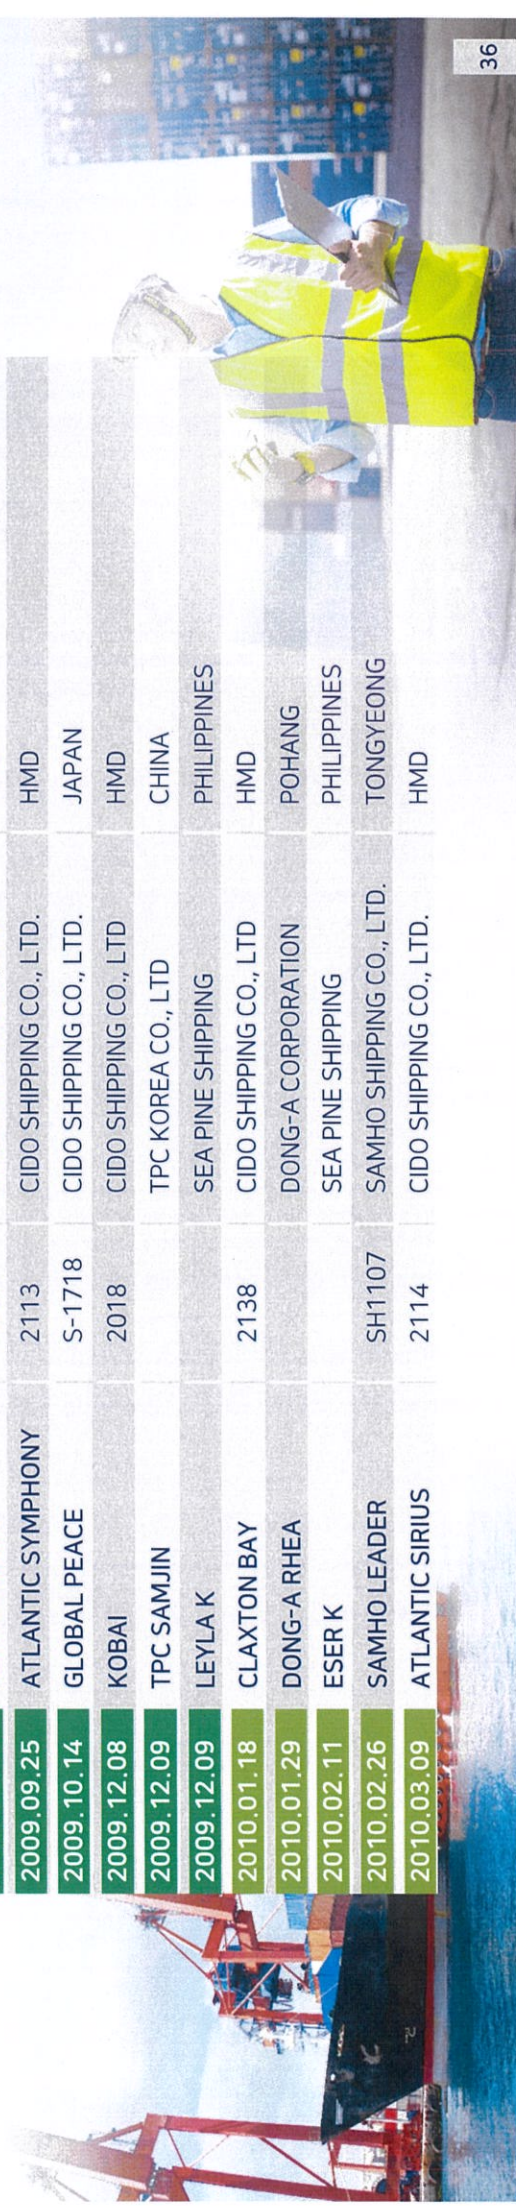 2009.09.25 ATLANTIC SYMPHONY 2113 CIDO SHIPPING CO., LTD. HMD
2009.10.14 GLOBAL PEACE S-1718 CIDO SHIPPING CO., LTD. JAPAN
2009.12.08 KOBAI 2018 CIDO SHIPPING CO., LTD HMD
2009.12.09 TPC SAMJIN TPC KOREA CO., LTD CHINA
2009.12.09 LEYLA K SEA PINE SHIPPING PHILIPPINES
2010.01.18 CLAXTON BAY 2138 CIDO SHIPPING CO., LTD HMD
2010.01.29 DONG-A RHEA DONG-A CORPORATION POHANG
2010.02.11 ESER K SEA PINE SHIPPING PHILIPPINES
2010.02.26 SAMHO LEADER SH1107 SAMHO SHIPPING CO., LTD. TONGYEONG
2010.03.09 ATLANTIC SIRIUS 2114 CIDO SHIPPING CO., LTD. HMD
36